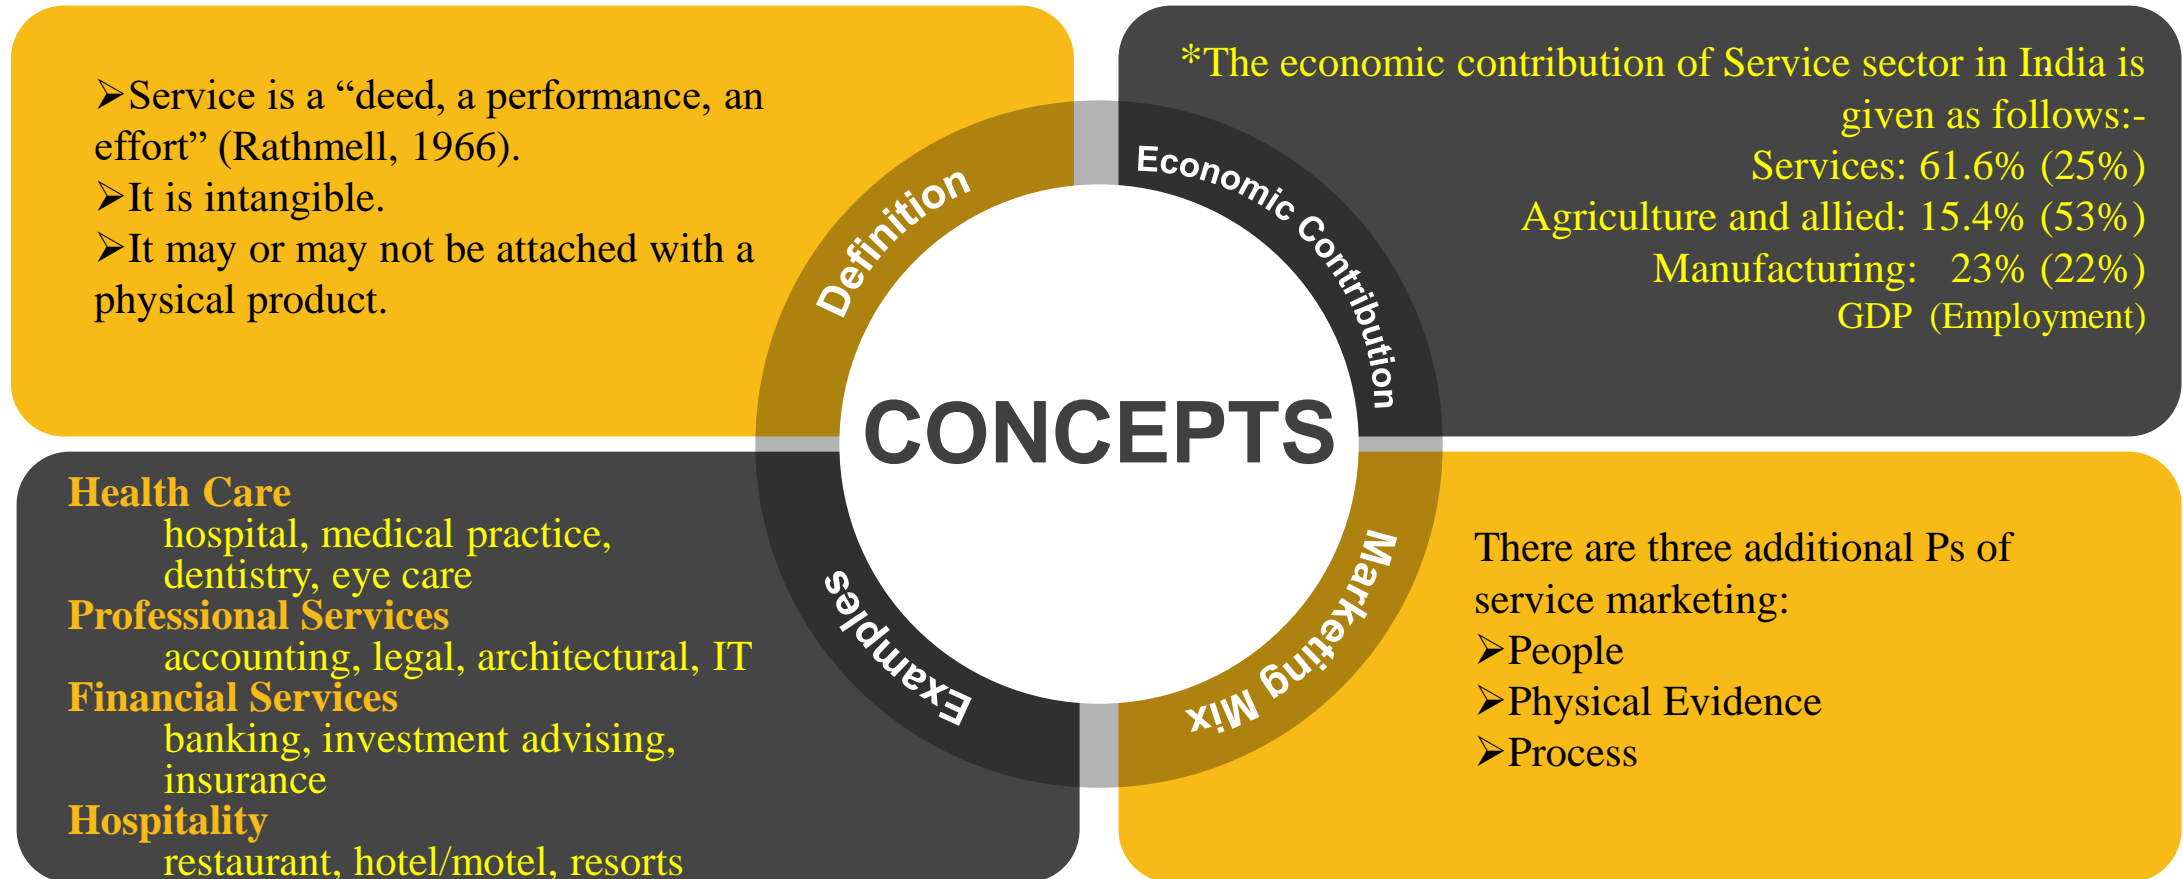 ➢Service is a “deed, a performance, an
effort” (Rathmell, 1966).
➢It is intangible.
➢It may or may not be attached with a
physical product.
Definition
*The economic contribution of Service sector in India is
given as follows:-
Services: 61.6% (25%)
Agriculture and allied: 15.4% (53%)
Manufacturing: 23% (22%)
GDP (Employment)
Economic Contribution
CONCEPTS
Health Care
hospital, medical practice,
dentistry, eye care
Professional Services
accounting, legal, architectural, IT
Financial Services
banking, investment advising,
insurance
Hospitality
restaurant, hotel/motel, resorts
Examples
There are three additional Ps of
service marketing:
➢People
➢Physical Evidence
➢Process
Marketing Mix